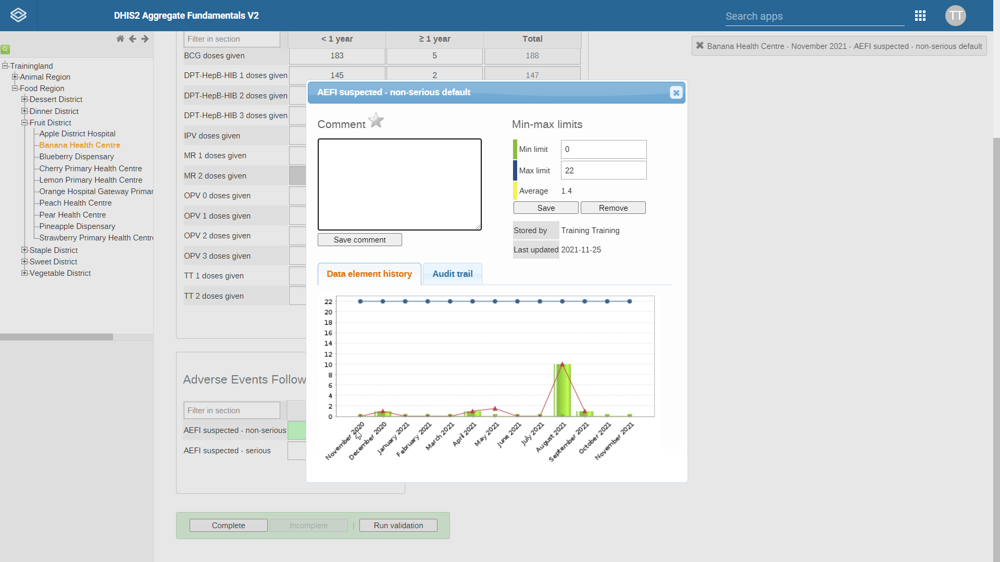 DHIS2 Aggregate Fundamentals V2
Search apps
TT
Trainingland
Animal Region
Food Region
Dessert District
Dinner District
Fruit District
Apple District Hospital
Banana Health Centre
Blueberry Dispensary
Cherry Primary Health Centre
Lemon Primary Health Centre
Orange Hospital Gateway Primar
Peach Health Centre
Pear Health Centre
Pineapple Dispensary
Strawberry Primary Health Centre
Staple District
Sweet District
Vegetable District
Filter in section
< 1 year
≥ 1 year
Total
BCG doses given 183 5 188
DPT-HepB-HIB 1 doses given 145 2 147
DPT-HepB-HIB 2 doses given
DPT-HepB-HIB 3 doses given
IPV doses given
MR 1 doses given
MR 2 doses given
OPV 0 doses given
OPV 1 doses given
OPV 2 doses given
OPV 3 doses given
TT 1 doses given
TT 2 doses given
Adverse Events Follow
Filter in section
AEFI suspected - non-serious
AEFI suspected - serious
Complete
Incomplete
|
Run validation
Banana Health Centre - November 2021 - AEFI suspected - non-serious default
AEFI suspected - non-serious default
Comment
Save comment
Min-max limits
Min limit 0
Max limit 22
Average 1.4
Save
Remove
Stored by Training Training
Last updated 2021-11-25
Data element history
Audit trail
22
20
18
16
14
12
10
8
6
4
2
0
November 2020
December 2020
January 2021
February 2021
March 2021
April 2021
May 2021
June 2021
July 2021
August 2021
September 2021
October 2021
November 2021